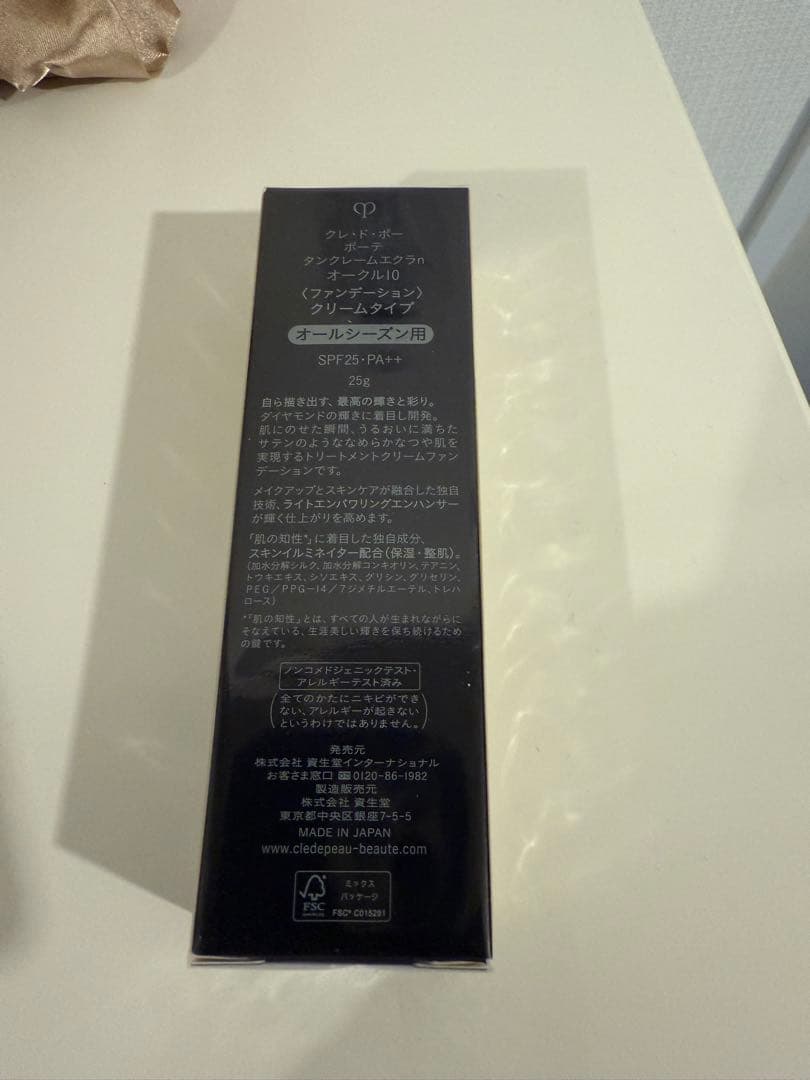 クレ・ド・ポー
ボーテ
タンクレームエクラn
オークル10
〈ファンデーション〉
クリームタイプ
オールシーズン用
SPF25・PA++
25g
自ら描き出す、最高の輝きと彩り。
ダイヤモンドの輝きに着目し開発。
肌にのせた瞬間、うるおいに満ちた
サテンのようななめらかなつや肌を
実現するトリートメントクリームファン
デーションです。
メイクアップとスキンケアが融合した独自
技術、ライトエンパワリングエンハンサー
が輝く仕上がりを高めます。
「肌の知性*」に着目した独自成分、
スキンイルミネイター配合(保湿・整肌)。
(加水分解シルク、加水分解コンキオリン、テアニン、
トウキエキス、シソエキス、グリシン、グリセリン、
PEG/PPG-14/7ジメチルエーテル、トレハ
ロース)
*「肌の知性」とは、すべての人が生まれながらに
そなえている、生涯美しい輝きを保ち続けるため
の鍵です。
ノンコメドジェニックテスト・
アレルギーテスト済み
(全てのかたにニキビができ
ない、アレルギーが起きない
というわけではありません。)
発売元
株式会社 資生堂インターナショナル
お客さま窓口 0120-86-1982
製造販売元
株式会社 資生堂
東京都中央区銀座7-5-5
MADE IN JAPAN
www.cledepeau-beaute.com
ミックス
パッケージ
FSC
FSC® C015291